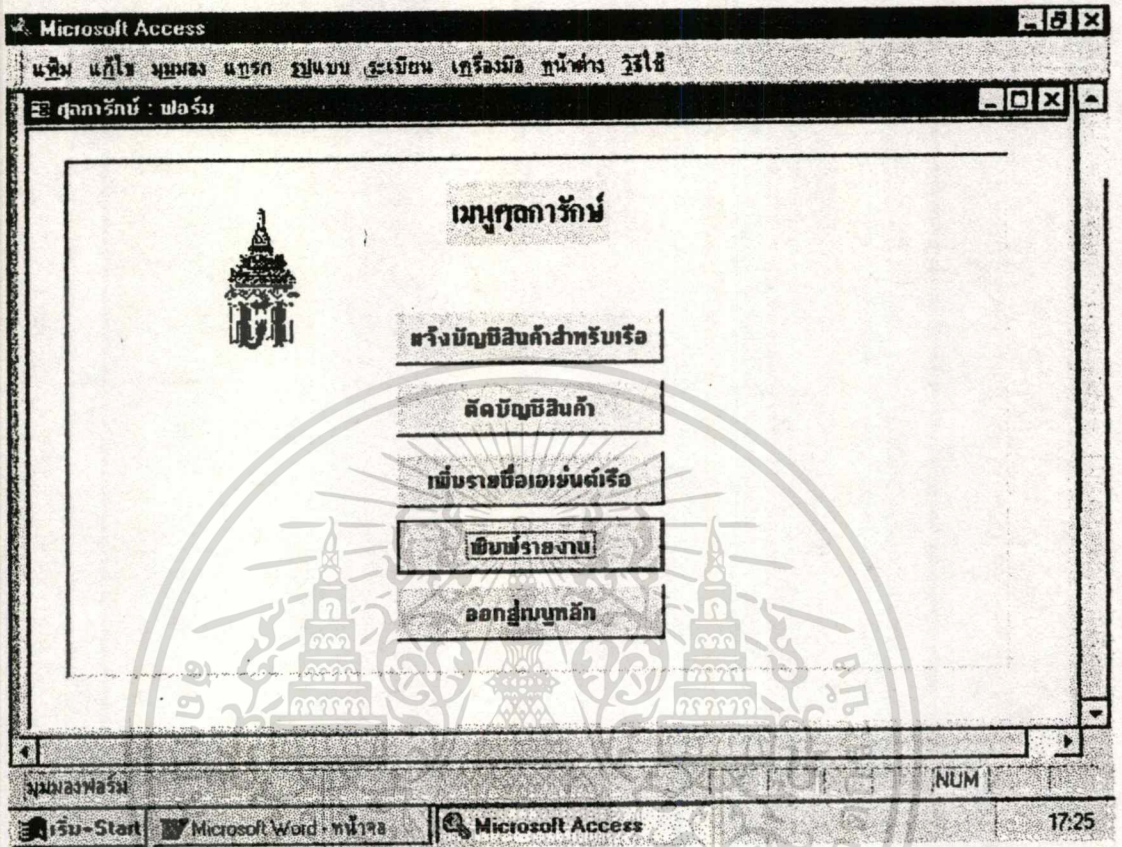 Microsoft Access
แฟ้ม แก้ไข มุมมอง แทรก รูปแบบ ระเบียน เครื่องมือ หน้าต่าง วิธีใช้
ศุลการักษ์ : ฟอร์ม
เมนูศุลการักษ์
แจ้งบัญชีสินค้าสำหรับเรือ
ตัดบัญชีสินค้า
เพิ่มรายชื่อเอเย่นต์เรือ
พิมพ์รายงาน
ออกสู่เมนูหลัก
มุมมองฟอร์ม NUM
เริ่ม-Start Microsoft Word - หน้าจอ Microsoft Access 17:25